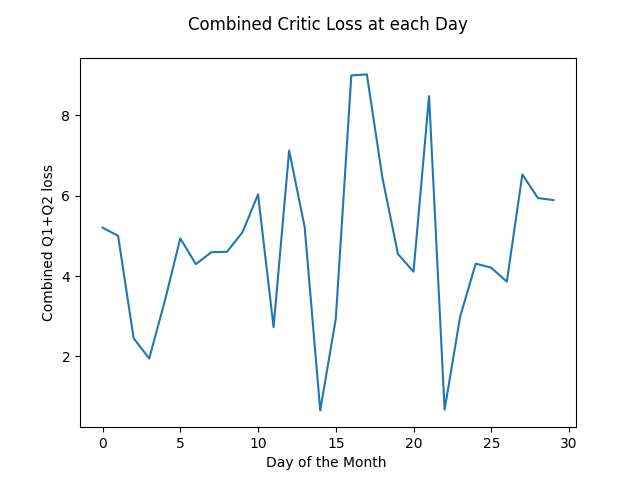 Combined Critic Loss at each Day
8
6
4
2
Combined Q1+Q2 loss
0 5 10 15 20 25 30
Day of the Month